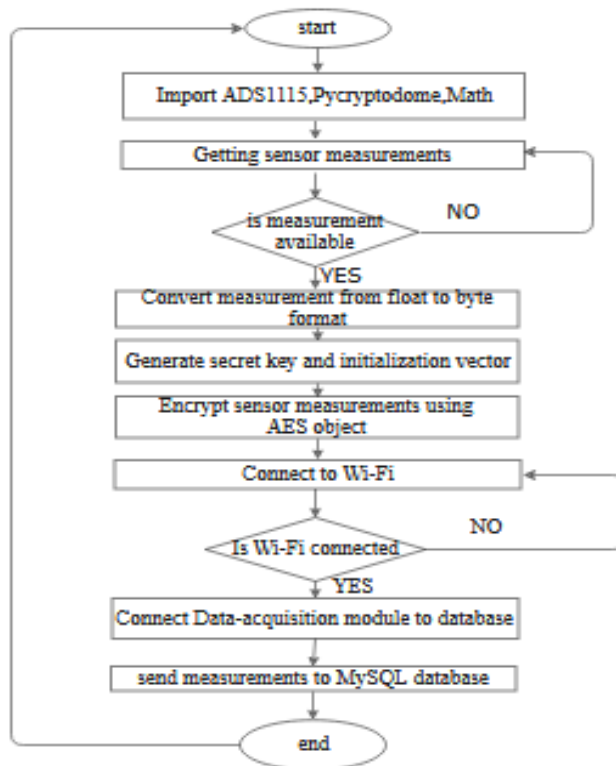 start
Import ADS1115,Pycryptodome,Math
Getting sensor measurements
is measurement
available
NO
YES
Convert measurement from float to byte
format
Generate secret key and initialization vector
Encrypt sensor measurements using
AES object
Connect to Wi-Fi
Is Wi-Fi connected
NO
YES
Connect Data-acquisition module to database
send measurements to MySQL database
end